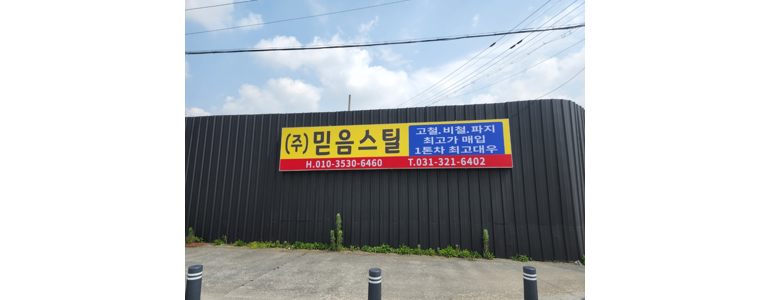 (주)믿음스틸
고철.비철.파지
최고가 매입
1톤차 최고대우
H.010-3530-6460 T.031-321-6402